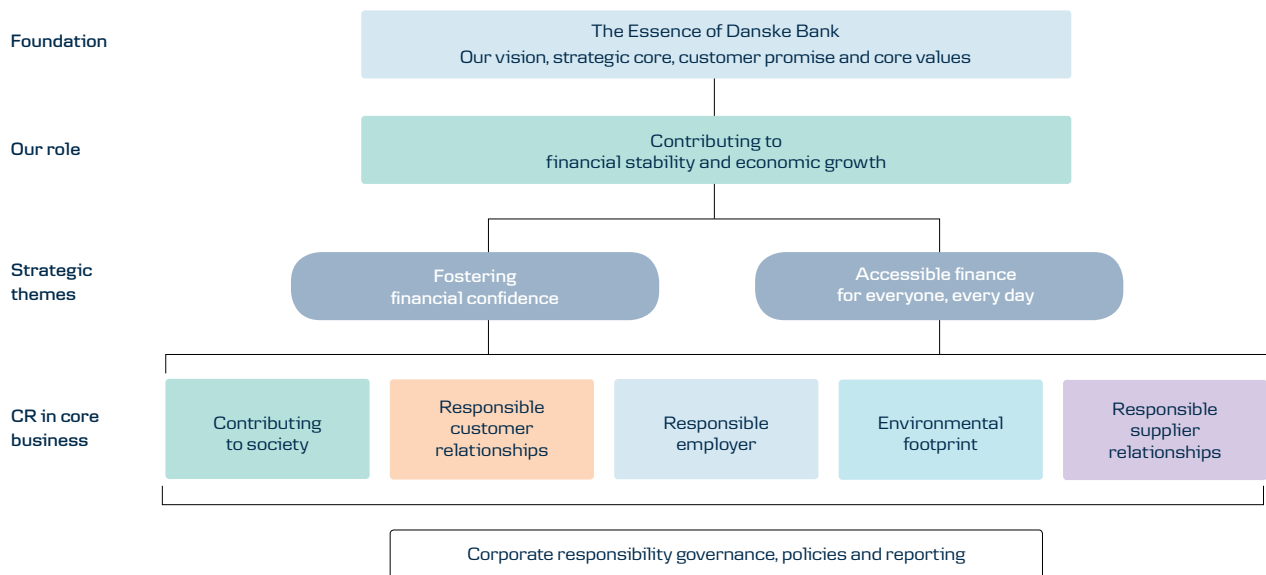 Foundation
The Essence of Danske Bank
Our vision, strategic core, customer promise and core values
Our role
Contributing to
financial stability and economic growth
Strategic
themes
Fostering
financial confidence
Accessible finance
for everyone, every day
CR in core
business
Contributing
to society
Responsible
customer
relationships
Responsible
employer
Environmental
footprint
Responsible
supplier
relationships
Corporate responsibility governance, policies and reporting